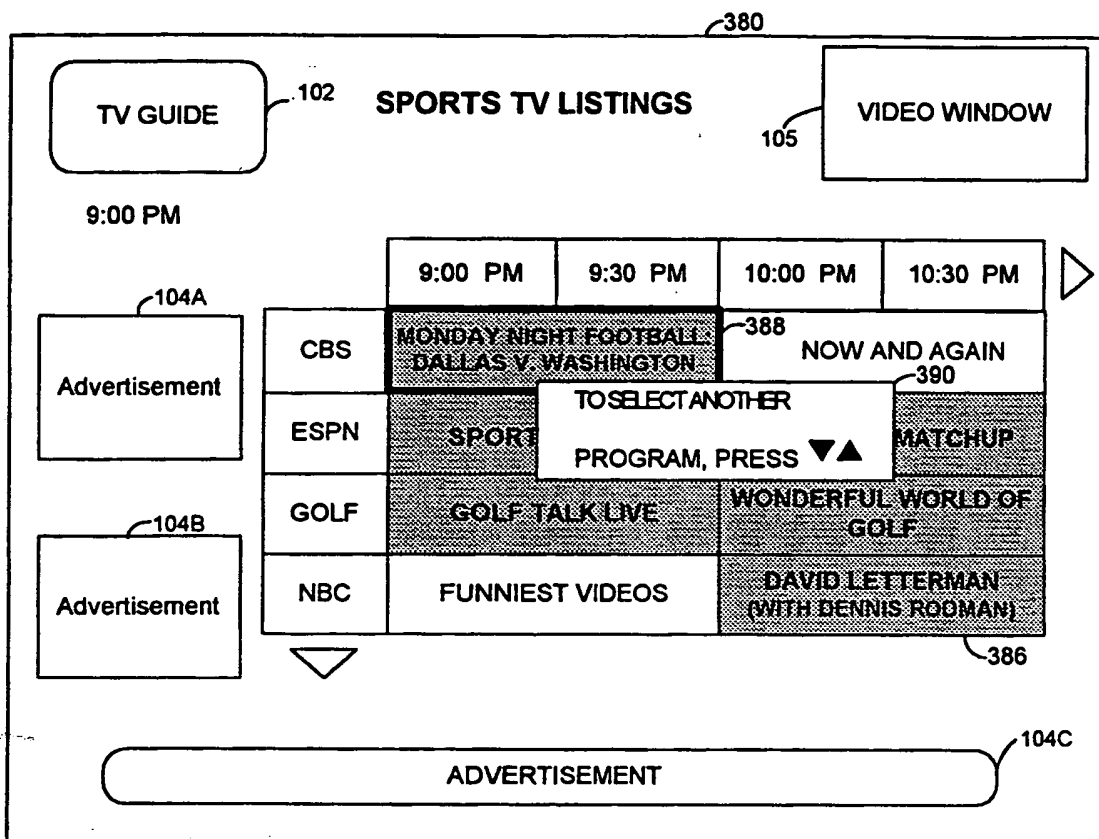 380
TV GUIDE
102
SPORTS TV LISTINGS
105
VIDEO WINDOW
9:00 PM
9:00 PM 9:30 PM 10:00 PM 10:30 PM
104A
Advertisement
CBS
MONDAY NIGHT FOOTBALL:
DALLAS V. WASHINGTON
388
NOW AND AGAIN
390
TO SELECT ANOTHER
PROGRAM, PRESS ▼▲
ESPN
SPORT
MATCHUP
GOLF
GOLF TALK LIVE
WONDERFUL WORLD OF
GOLF
104B
Advertisement
NBC
FUNNIEST VIDEOS
DAVID LETTERMAN
(WITH DENNIS RODMAN)
386
104C
ADVERTISEMENT